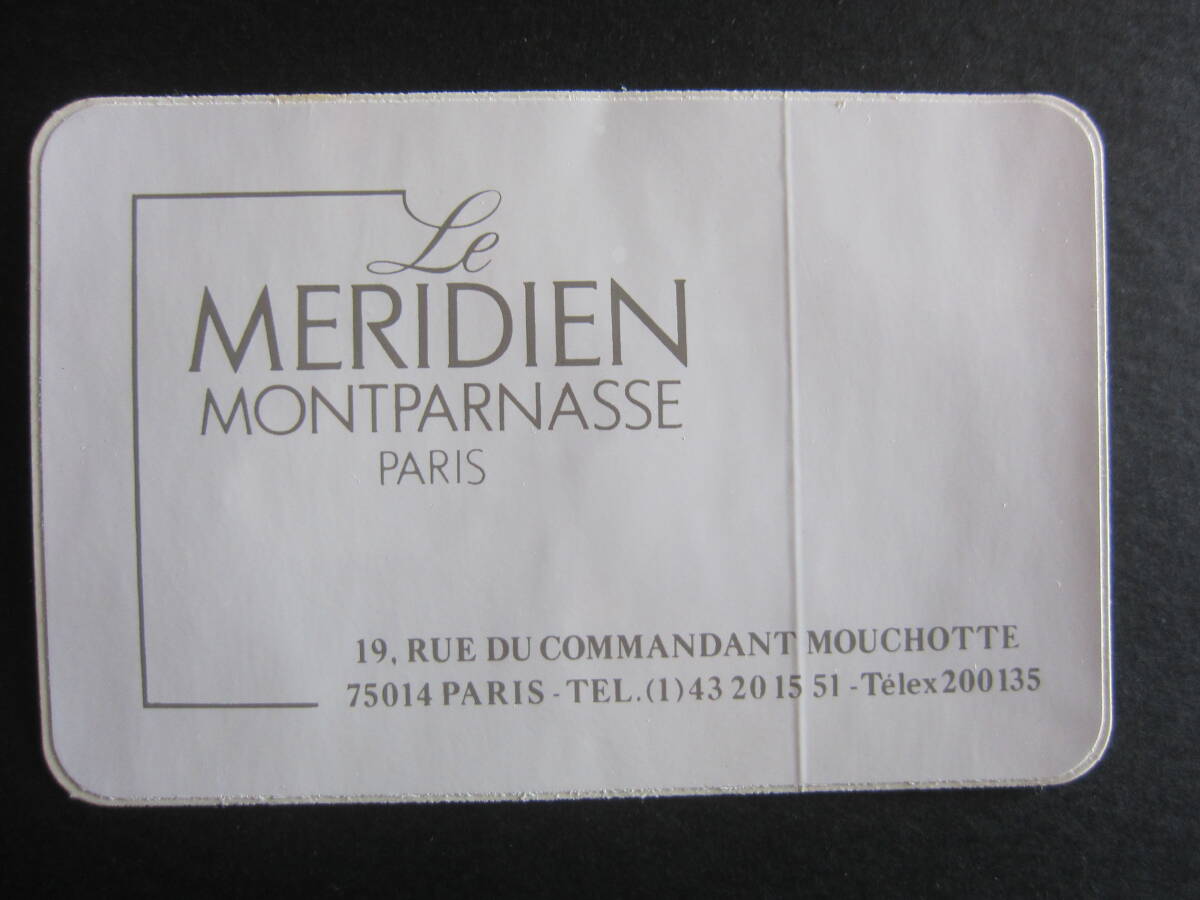 Le
MERIDIEN
MONTPARNASSE
PARIS
19, RUE DU COMMANDANT MOUCHOTTE
75014 PARIS - TEL.(1) 43 20 15 51 - Télex 200135